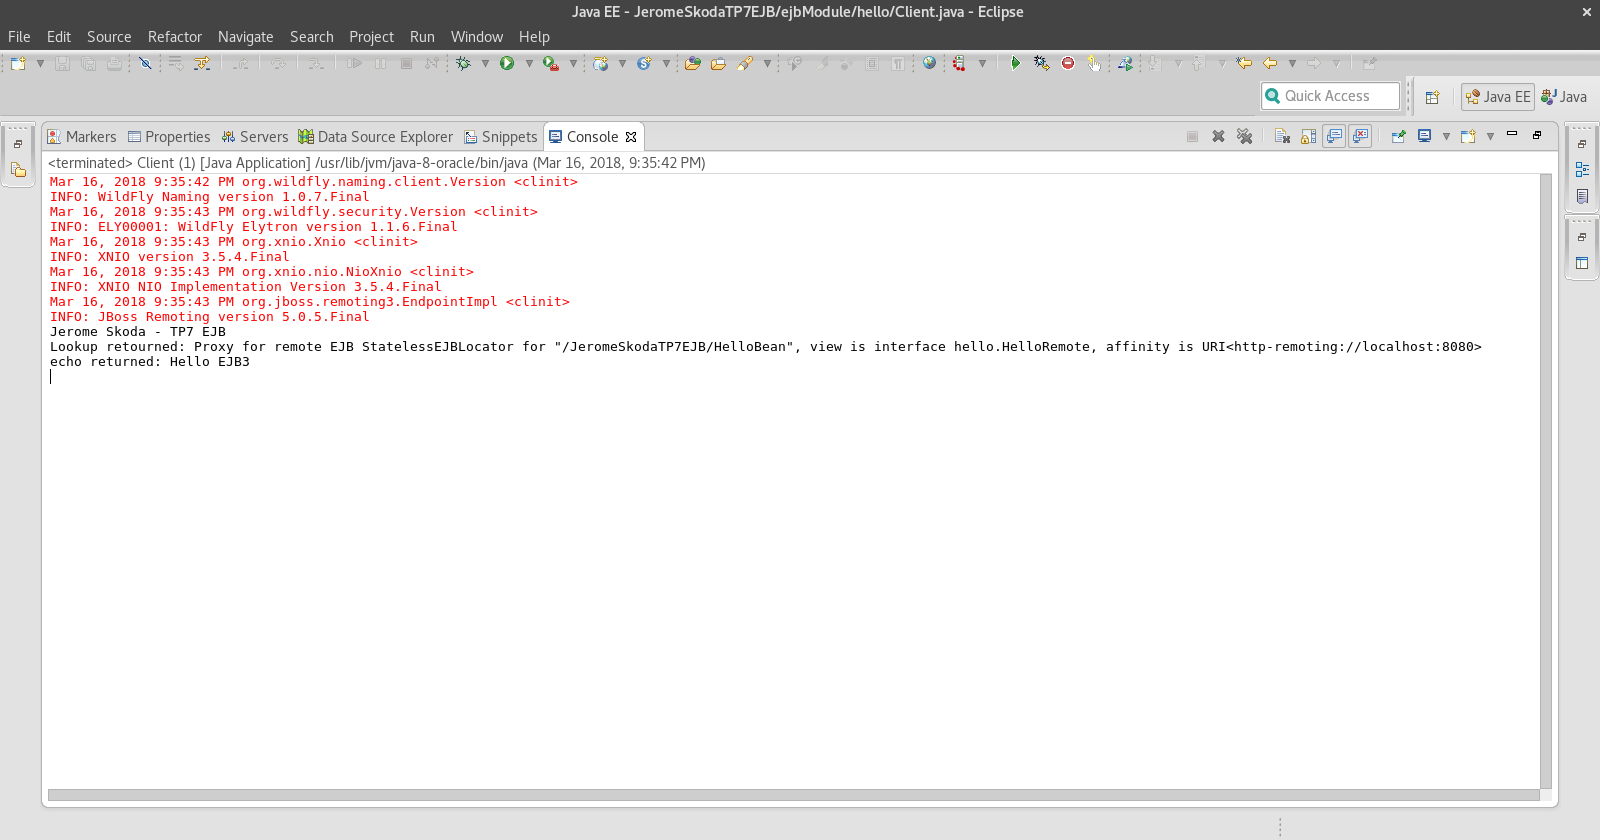 Java EE - JeromeSkodaTP7EJB/ejbModule/hello/Client.java - Eclipse
File Edit Source Refactor Navigate Search Project Run Window Help
Quick Access
Java EE
Java
Markers Properties Servers Data Source Explorer Snippets Console
<terminated> Client (1) [Java Application] /usr/lib/jvm/java-8-oracle/bin/java (Mar 16, 2018, 9:35:42 PM)
Mar 16, 2018 9:35:42 PM org.wildfly.naming.client.Version <clinit>
INFO: WildFly Naming version 1.0.7.Final
Mar 16, 2018 9:35:43 PM org.wildfly.security.Version <clinit>
INFO: ELY00001: WildFly Elytron version 1.1.6.Final
Mar 16, 2018 9:35:43 PM org.xnio.Xnio <clinit>
INFO: XNIO version 3.5.4.Final
Mar 16, 2018 9:35:43 PM org.xnio.nio.NioXnio <clinit>
INFO: XNIO NIO Implementation Version 3.5.4.Final
Mar 16, 2018 9:35:43 PM org.jboss.remoting3.EndpointImpl <clinit>
INFO: JBoss Remoting version 5.0.5.Final
Jerome Skoda - TP7 EJB
Lookup retourned: Proxy for remote EJB StatelessEJBLocator for "/JeromeSkodaTP7EJB/HelloBean", view is interface hello.HelloRemote, affinity is URI<http-remoting://localhost:8080>
echo returned: Hello EJB3